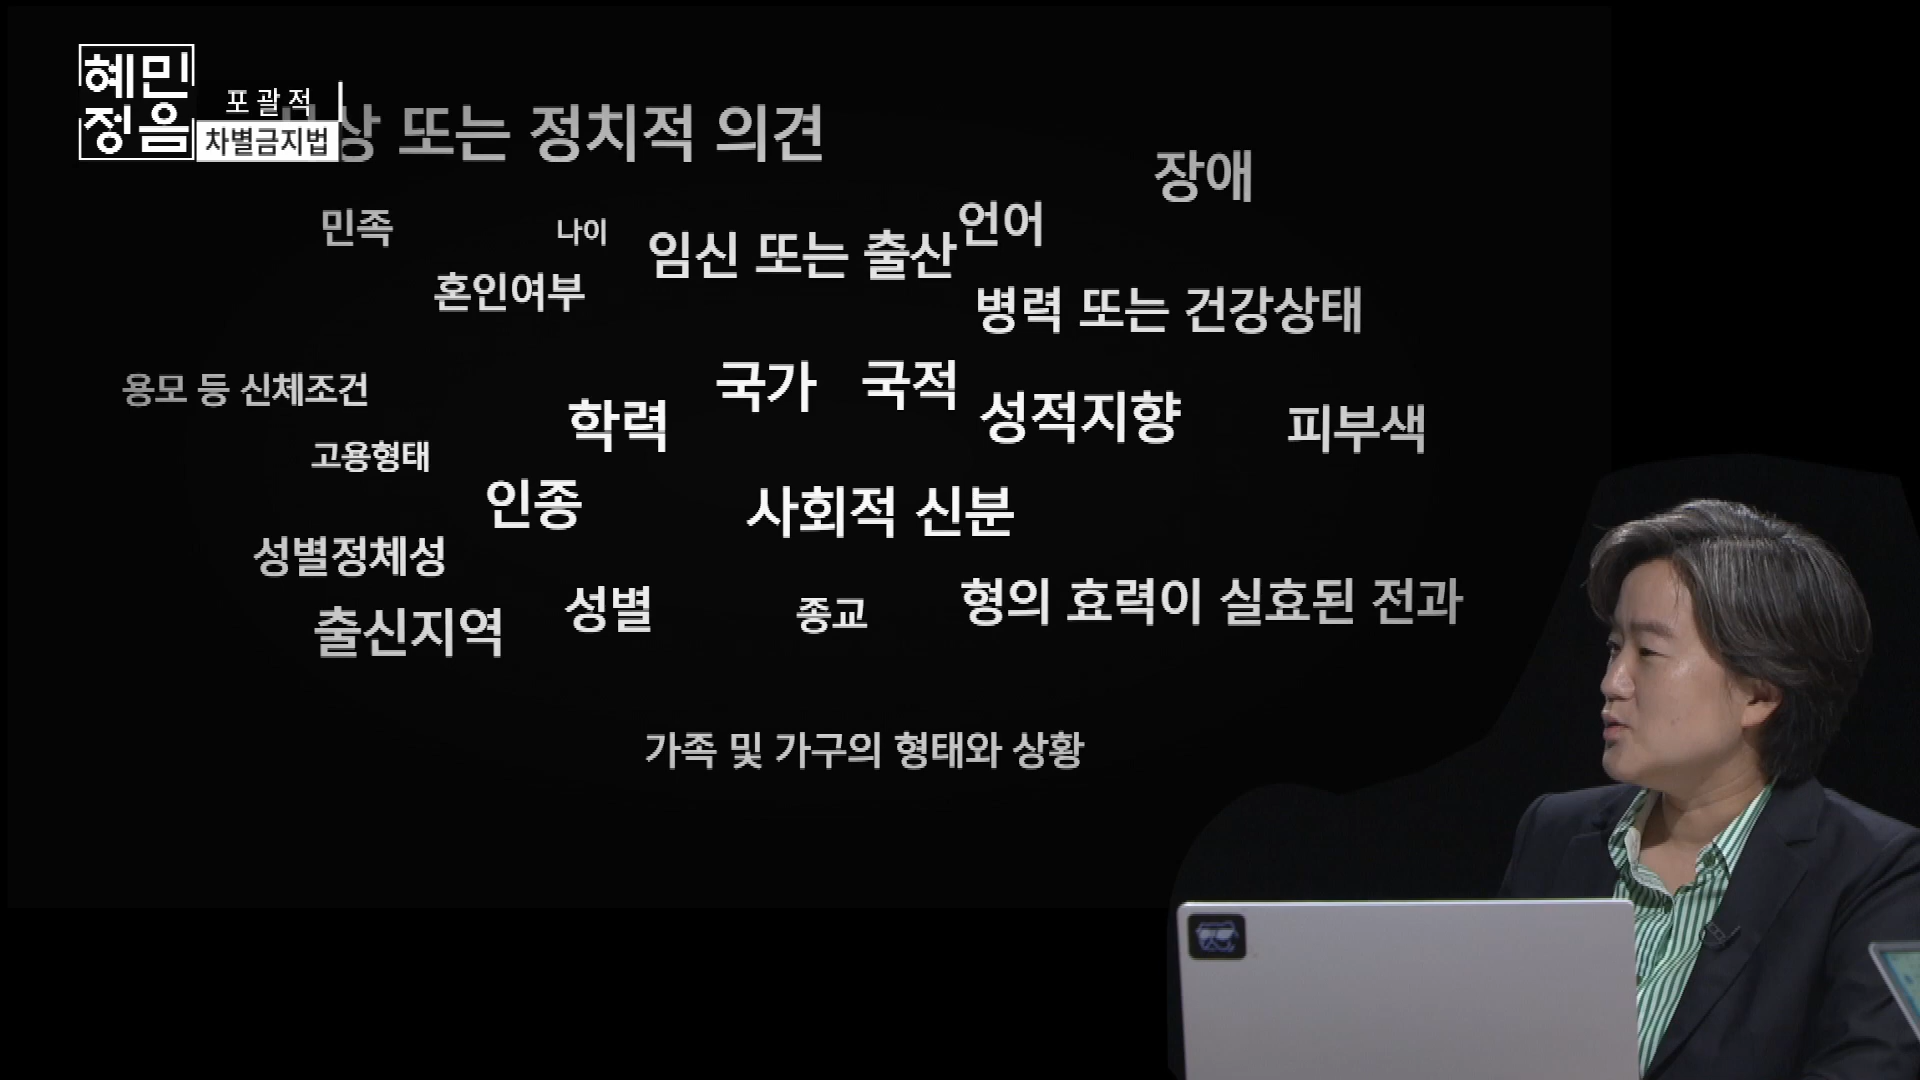 혜민
정음
포괄적
차별금지법
상 또는 정치적 의견
장애
민족
나이
임신 또는 출산
언어
혼인여부
병력 또는 건강상태
용모 등 신체조건
학력
국가
국적
성적지향
피부색
고용형태
인종
사회적 신분
성별정체성
출신지역
성별
종교
형의 효력이 실효된 전과
가족 및 가구의 형태와 상황